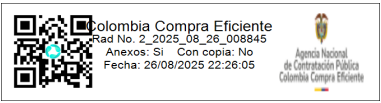 Colombia Compra Eficiente
Rad No. 2_2025_08_26_008845
Anexos: Si Con copia: No
Fecha: 26/08/2025 22:26:05
Agencia Nacional
de Contratación Pública
Colombia Compra Eficiente